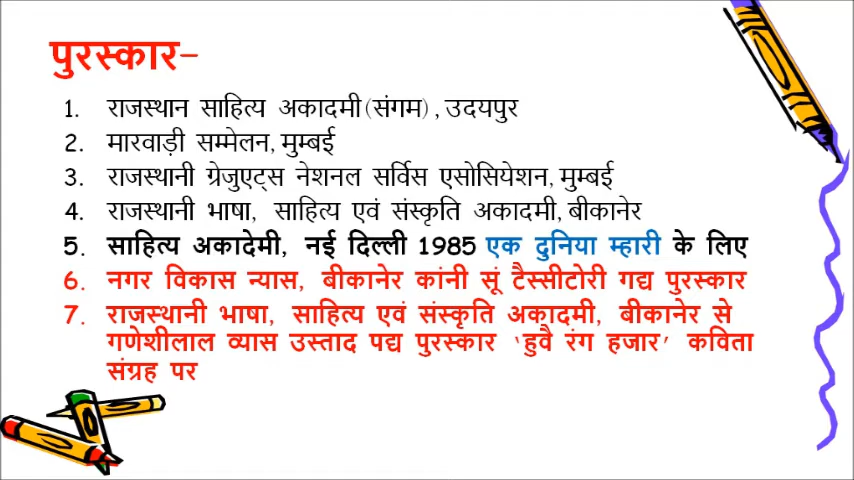 पुरस्कार-
1. राजस्थान साहित्य अकादमी(संगम) , उदयपुर
2. मारवाड़ी सम्मेलन, मुम्बई
3. राजस्थानी ग्रेजुएट्स नेशनल सर्विस एसोसियेशन, मुम्बई
4. राजस्थानी भाषा, साहित्य एवं संस्कृति अकादमी, बीकानेर
5. साहित्य अकादेमी, नई दिल्ली 1985 एक दुनिया म्हारी के लिए
6. नगर विकास न्यास, बीकानेर कांनी सूं टैस्सीटोरी गद्य पुरस्कार
7. राजस्थानी भाषा, साहित्य एवं संस्कृति अकादमी, बीकानेर से
गणेशीलाल व्यास उस्ताद पद्य पुरस्कार ‘हुवै रंग हजार’ कविता
संग्रह पर